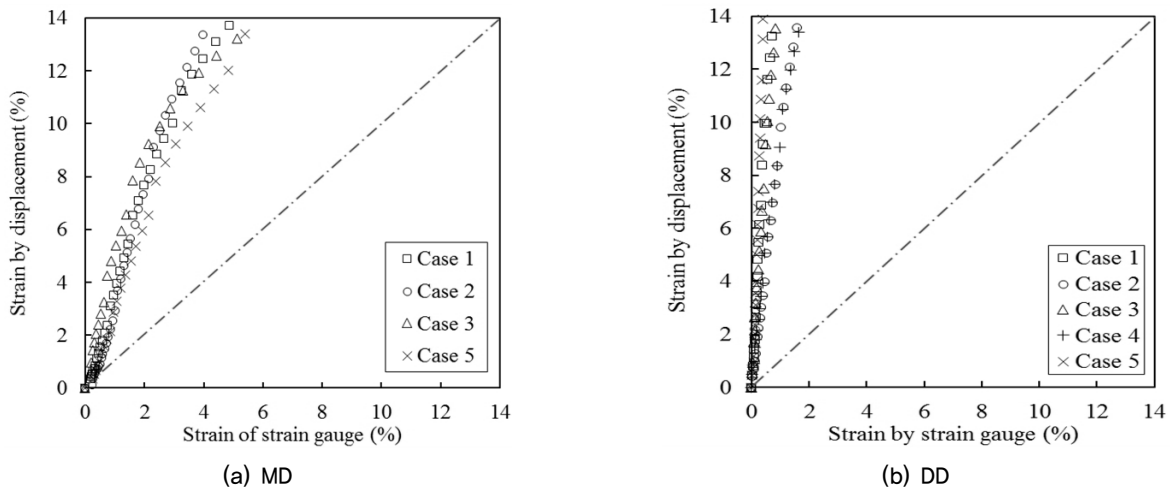 14
12
10
8
6
4
2
0
Strain by displacement (%)
Case 1
Case 2
Case 3
Case 5
0 2 4 6 8 10 12 14
Strain of strain gauge (%)
(a) MD
14
12
10
8
6
4
2
0
Strain by displacement (%)
Case 1
Case 2
Case 3
Case 4
Case 5
0 2 4 6 8 10 12 14
Strain by strain gauge (%)
(b) DD